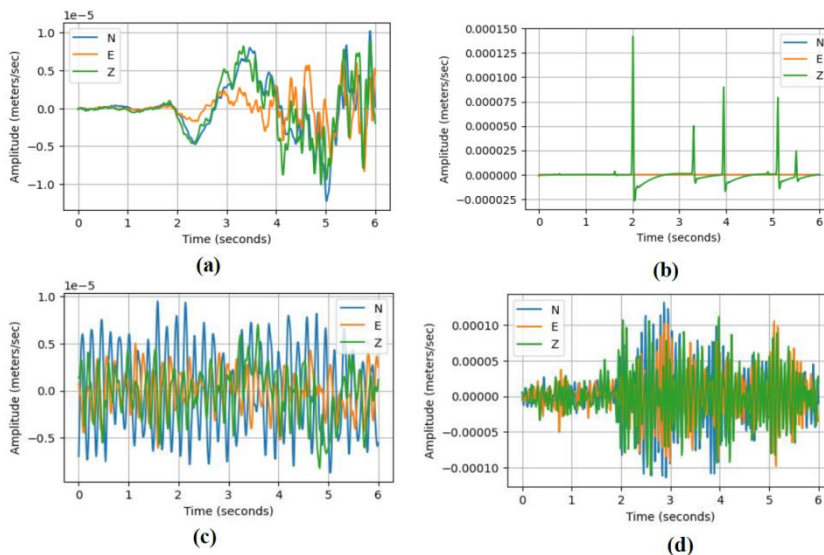 1e−5
1.0
0.5
0.0
−0.5
−1.0
Amplitude (meters/sec)
N
E
Z
0 1 2 3 4 5 6
Time (seconds)
(a)
0.000150
0.000125
0.000100
0.000075
0.000050
0.000025
0.000000
−0.000025
Amplitude (meters/sec)
N
E
Z
0 1 2 3 4 5 6
Time (seconds)
(b)
1e−5
1.0
0.5
0.0
−0.5
Amplitude (meters/sec)
N
E
Z
0 1 2 3 4 5 6
Time (seconds)
(c)
0.00010
0.00005
0.00000
−0.00005
−0.00010
Amplitude (meters/sec)
N
E
Z
0 1 2 3 4 5 6
Time (seconds)
(d)